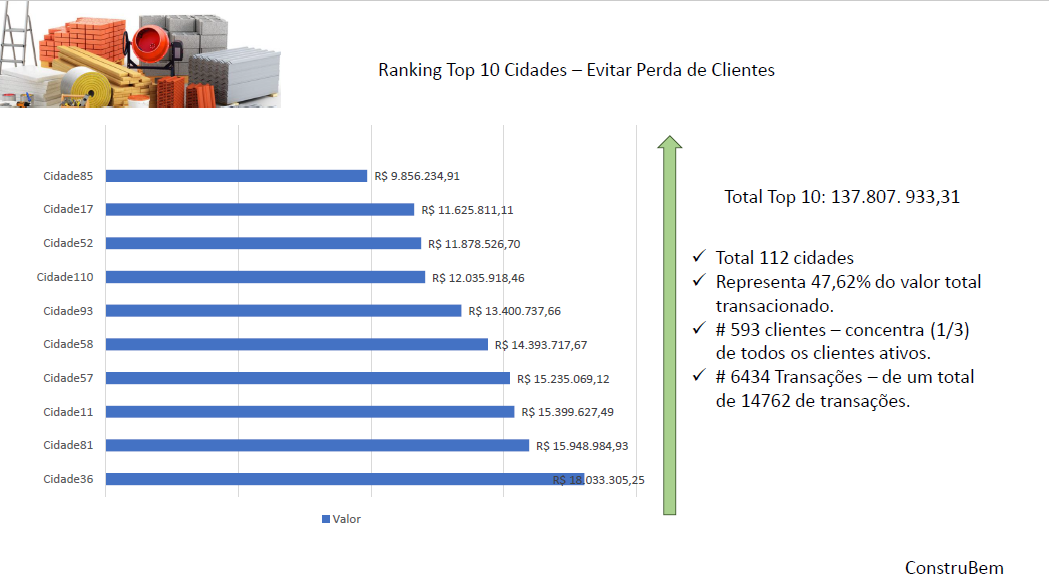 Ranking Top 10 Cidades – Evitar Perda de Clientes
Cidade85 R$ 9.856.234,91
Cidade17 R$ 11.625.811,11
Cidade52 R$ 11.878.526,70
Cidade110 R$ 12.035.918,46
Cidade93 R$ 13.400.737,66
Cidade58 R$ 14.393.717,67
Cidade57 R$ 15.235.069,12
Cidade11 R$ 15.399.627,49
Cidade81 R$ 15.948.984,93
Cidade36 R$ 18.033.305,25
Valor
Total Top 10: 137.807. 933,31
✓ Total 112 cidades
✓ Representa 47,62% do valor total
transacionado.
✓ # 593 clientes – concentra (1/3)
de todos os clientes ativos.
✓ # 6434 Transações – de um total
de 14762 de transações.
ConstruBem